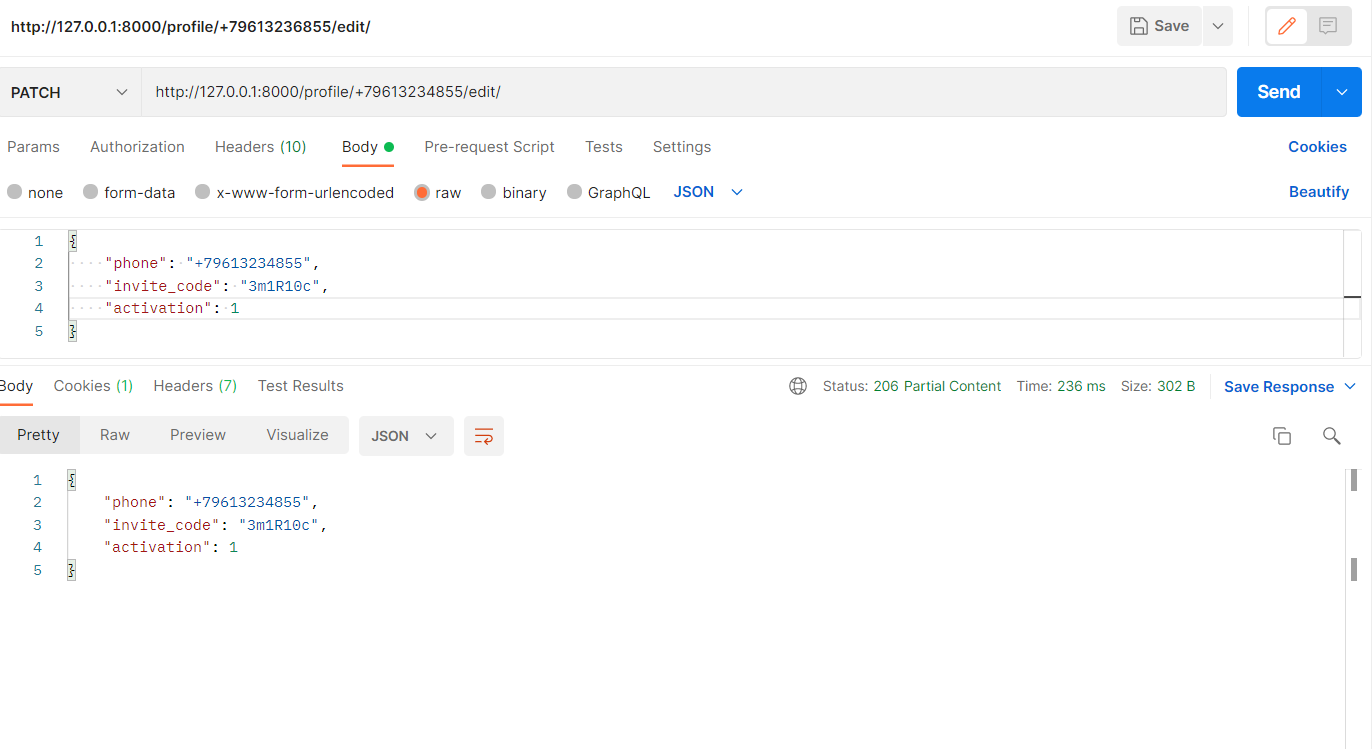 http://127.0.0.1:8000/profile/+79613236855/edit/ Save
PATCH http://127.0.0.1:8000/profile/+79613234855/edit/ Send
Params Authorization Headers (10) Body Pre-request Script Tests Settings Cookies
none form-data x-www-form-urlencoded raw binary GraphQL JSON Beautify
1 {
2 "phone": "+79613234855",
3 "invite_code": "3m1R10c",
4 "activation": 1
5 }
Body Cookies (1) Headers (7) Test Results Status: 206 Partial Content Time: 236 ms Size: 302 B Save Response
Pretty Raw Preview Visualize JSON
1 {
2 "phone": "+79613234855",
3 "invite_code": "3m1R10c",
4 "activation": 1
5 }